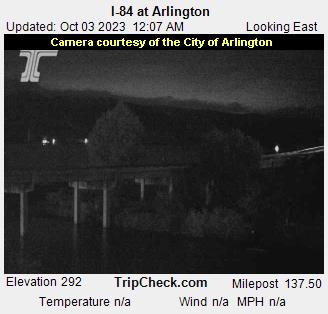 I-84 at Arlington
Updated: Oct 03 2023 12:07 AM Looking East
Camera courtesy of the City of Arlington
Elevation 292 TripCheck.com Milepost 137.50
Temperature n/a Wind n/a MPH n/a